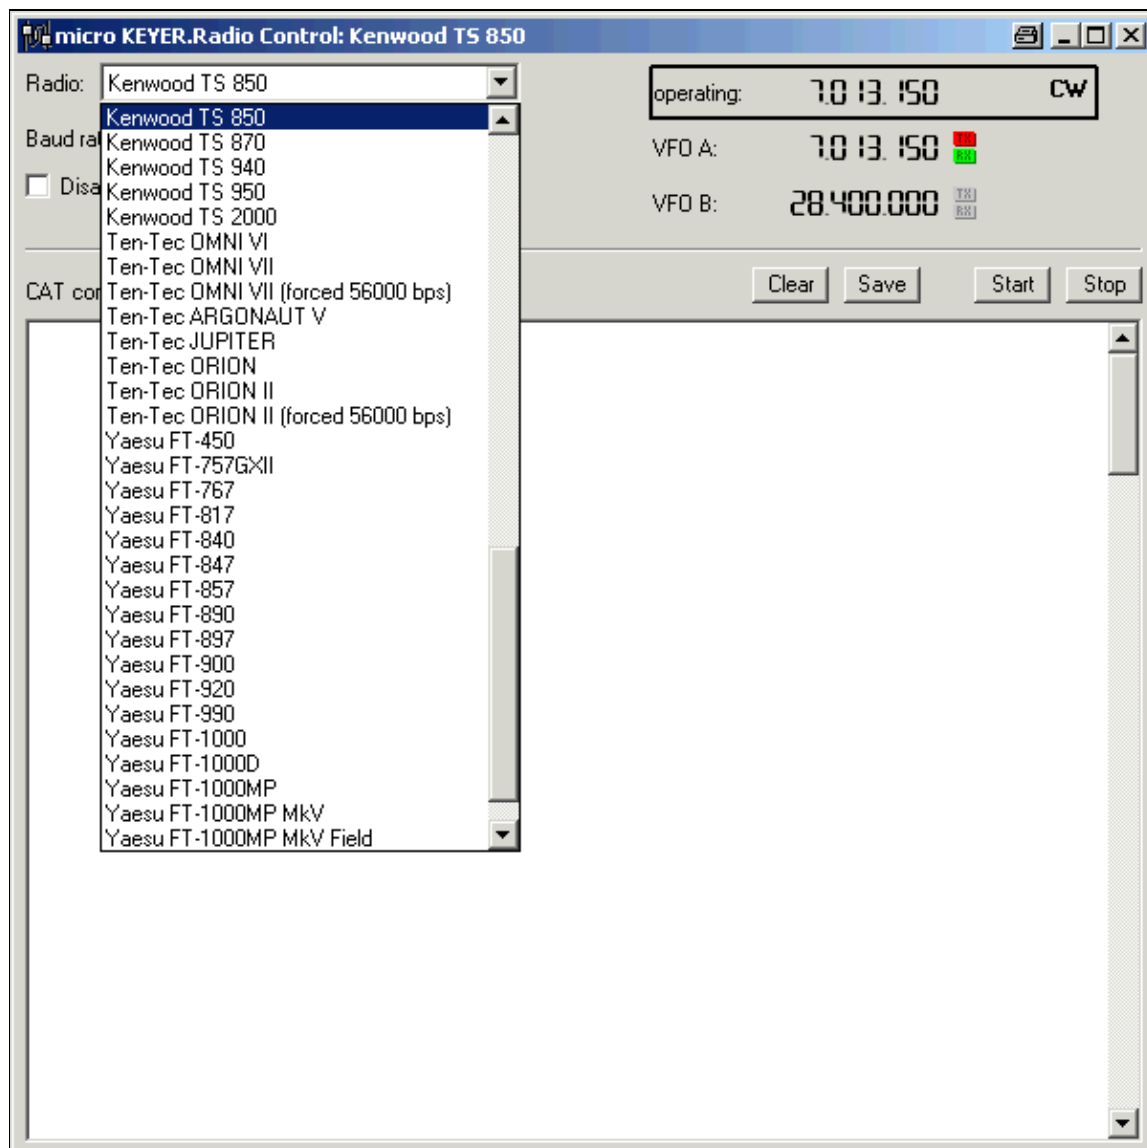 micro KEYER.Radio Control: Kenwood TS 850
Radio: Kenwood TS 850
operating: 7.013.150 CW
VFO A: 7.013.150 TX RX
VFO B: 28.400.000 TX RX
Baud ra
Disa
CAT cor
Clear Save Start Stop
Kenwood TS 850
Kenwood TS 870
Kenwood TS 940
Kenwood TS 950
Kenwood TS 2000
Ten-Tec OMNI VI
Ten-Tec OMNI VII
Ten-Tec OMNI VII (forced 56000 bps)
Ten-Tec ARGONAUT V
Ten-Tec JUPITER
Ten-Tec ORION
Ten-Tec ORION II
Ten-Tec ORION II (forced 56000 bps)
Yaesu FT-450
Yaesu FT-757GXII
Yaesu FT-767
Yaesu FT-817
Yaesu FT-840
Yaesu FT-847
Yaesu FT-857
Yaesu FT-890
Yaesu FT-897
Yaesu FT-900
Yaesu FT-920
Yaesu FT-990
Yaesu FT-1000
Yaesu FT-1000D
Yaesu FT-1000MP
Yaesu FT-1000MP MkV
Yaesu FT-1000MP MkV Field